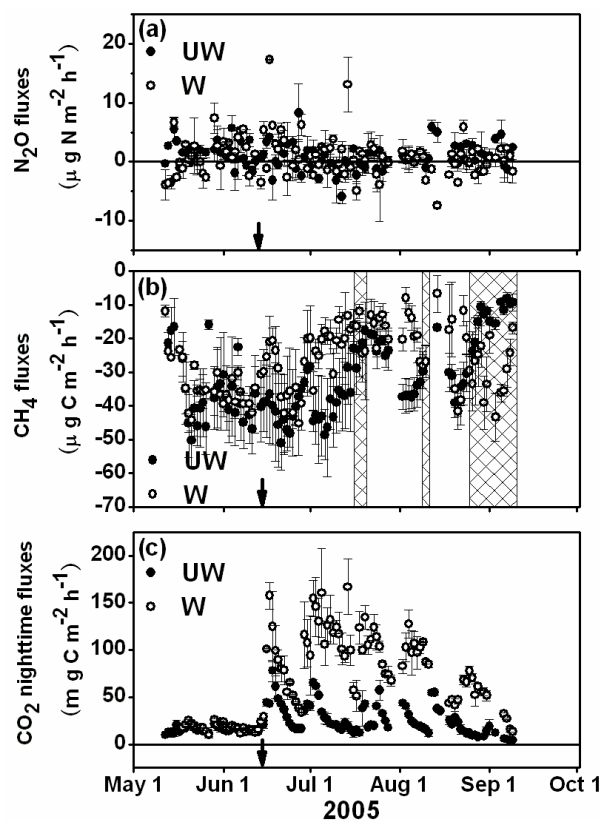 (a)
UW
W
20
10
0
-10
N2O fluxes
(μ g N m-2 h-1)
(b)
0
-10
-20
-30
-40
-50
-60
-70
CH4 fluxes
(μ g C m-2 h-1)
UW
W
(c)
UW
W
200
150
100
50
0
CO2 nighttime fluxes
(m g C m-2 h-1)
May 1 Jun 1 Jul 1 Aug 1 Sep 1 Oct 1
2005